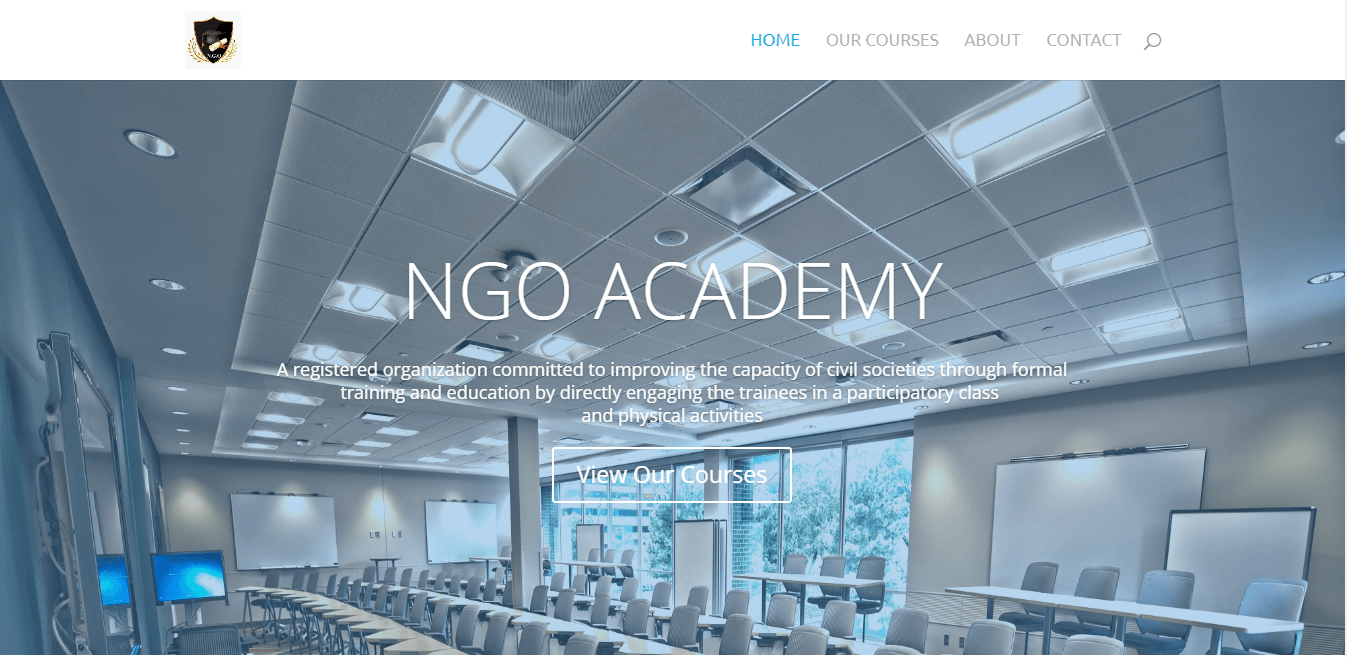 NGO
HOME OUR COURSES ABOUT CONTACT
NGO ACADEMY
A registered organization committed to improving the capacity of civil societies through formal
training and education by directly engaging the trainees in a participatory class
and physical activities
View Our Courses